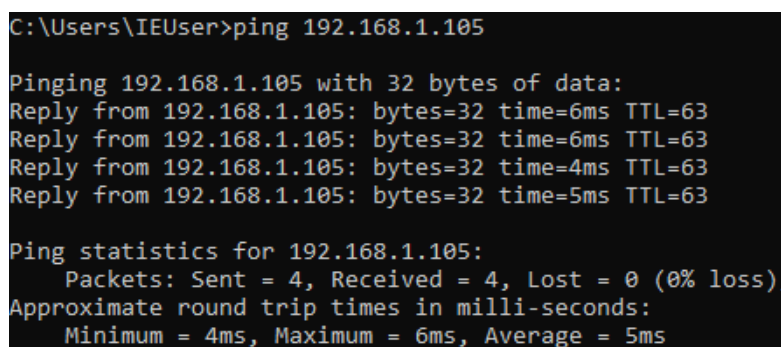 C:\Users\IEUser>ping 192.168.1.105
Pinging 192.168.1.105 with 32 bytes of data:
Reply from 192.168.1.105: bytes=32 time=6ms TTL=63
Reply from 192.168.1.105: bytes=32 time=6ms TTL=63
Reply from 192.168.1.105: bytes=32 time=4ms TTL=63
Reply from 192.168.1.105: bytes=32 time=5ms TTL=63
Ping statistics for 192.168.1.105:
    Packets: Sent = 4, Received = 4, Lost = 0 (0% loss)
Approximate round trip times in milli-seconds:
    Minimum = 4ms, Maximum = 6ms, Average = 5ms